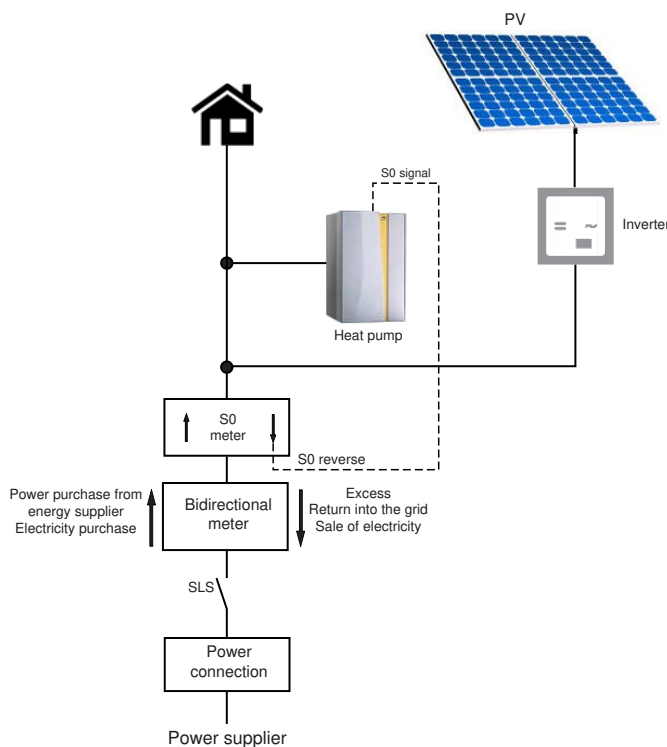 PV
S0 signal
Inverter
Heat pump
S0
meter
S0 reverse
Power purchase from
energy supplier
Electricity purchase
Bidirectional
meter
Excess
Return into the grid
Sale of electricity
SLS
Power
connection
Power supplier